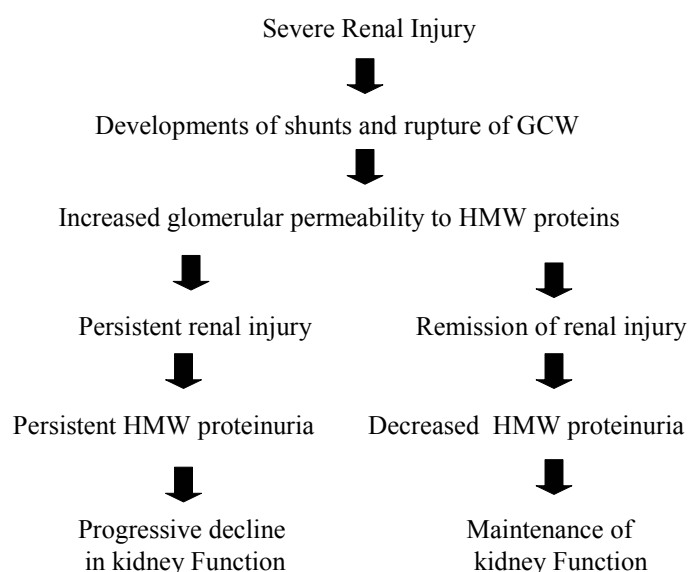 Severe Renal Injury
Developments of shunts and rupture of GCW
Increased glomerular permeability to HMW proteins
Persistent renal injury
Remission of renal injury
Persistent HMW proteinuria
Decreased HMW proteinuria
Progressive decline
in kidney Function
Maintenance of
kidney Function